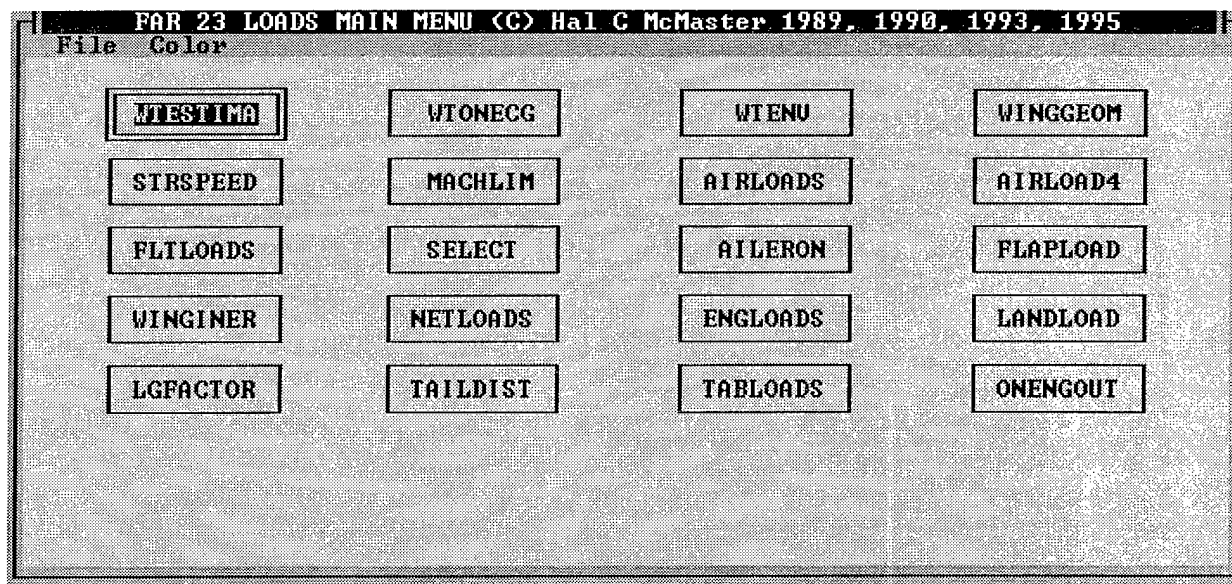 FAR 23 LOADS MAIN MENU (C) Hal C McMaster 1989, 1990, 1993, 1995
File Color
WTESTIMA WTONECG WTENV WINGGEOM
STRSPEED MACHLIM AIRLOADS AIRLOAD4
FLTLOADS SELECT AILERON FLAPLOAD
WINGINER NETLOADS ENGLOADS LANDLOAD
LGFACTOR TAILDIST TABLOADS ONENGOUT